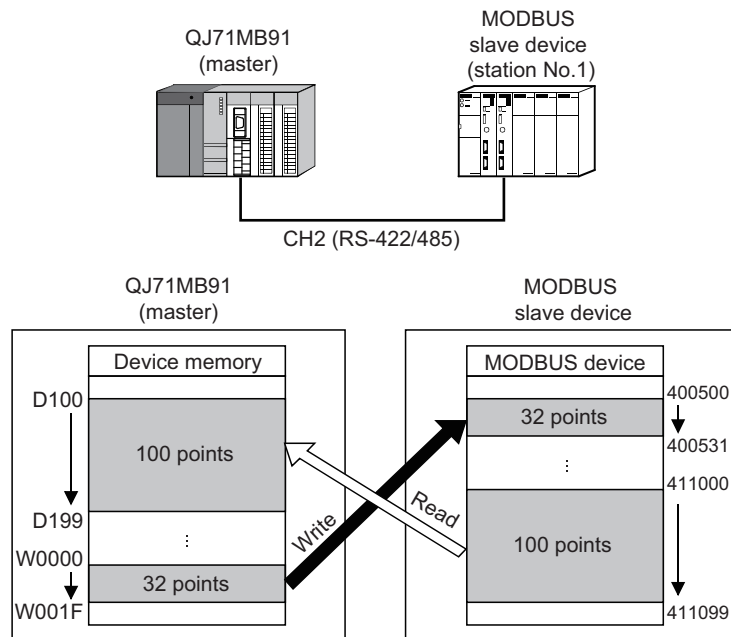 QJ71MB91
(master)
MODBUS
slave device
(station No.1)
CH2 (RS-422/485)
QJ71MB91
(master)
Device memory
D100
100 points
D199
⋮
W0000
32 points
W001F
Write
Read
MODBUS
slave device
MODBUS device
400500
32 points
400531
⋮
411000
100 points
411099